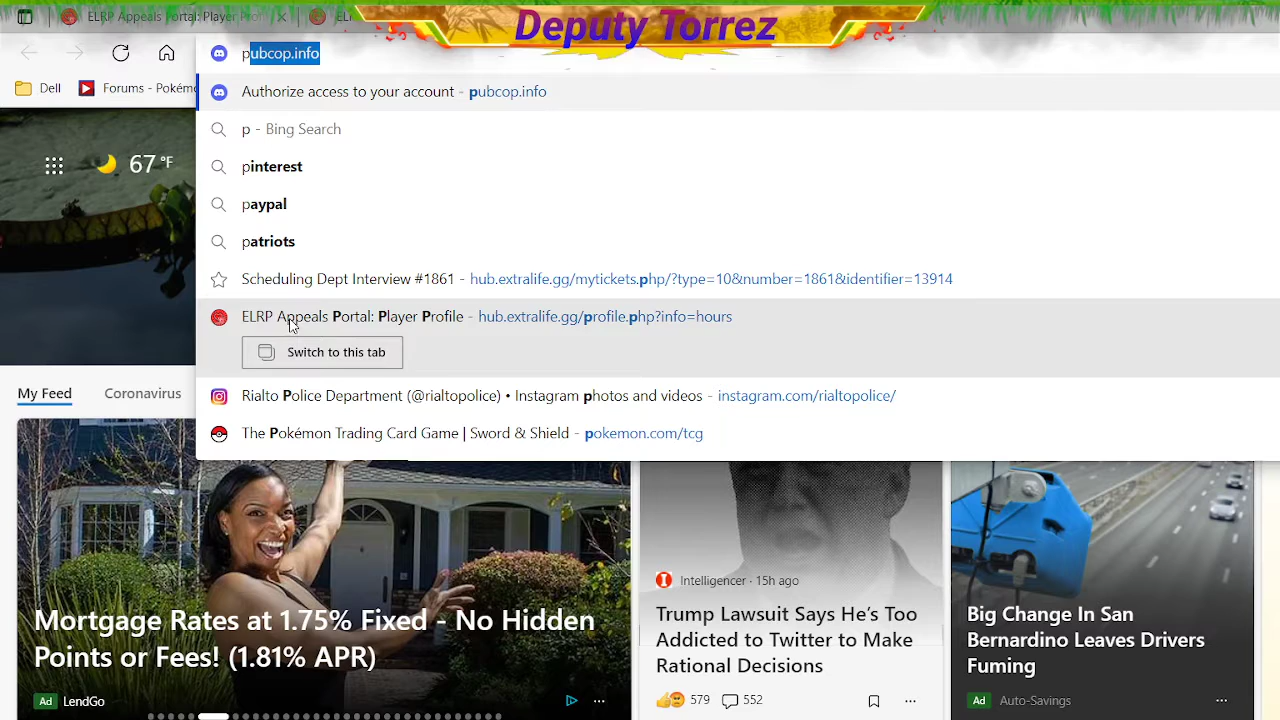 ELRP Appeals Portal: Player Prof
Deputy Torrez
pubcop.info
Dell
Forums - Pokémo
Authorize access to your account - pubcop.info
p - Bing Search
pinterest
paypal
patriots
Scheduling Dept Interview #1861 - hub.extralife.gg/mytickets.php/?type=10&number=1861&identifier=13914
ELRP Appeals Portal: Player Profile - hub.extralife.gg/profile.php?info=hours
Switch to this tab
Rialto Police Department (@rialtopolice) • Instagram photos and videos - instagram.com/rialtopolice/
The Pokémon Trading Card Game | Sword & Shield - pokemon.com/tcg
67 °F
My Feed
Coronavirus
Mortgage Rates at 1.75% Fixed - No Hidden
Points or Fees! (1.81% APR)
Ad LendGo
Intelligencer · 15h ago
Trump Lawsuit Says He's Too
Addicted to Twitter to Make
Rational Decisions
579
552
Big Change In San
Bernardino Leaves Drivers
Fuming
Ad Auto-Savings